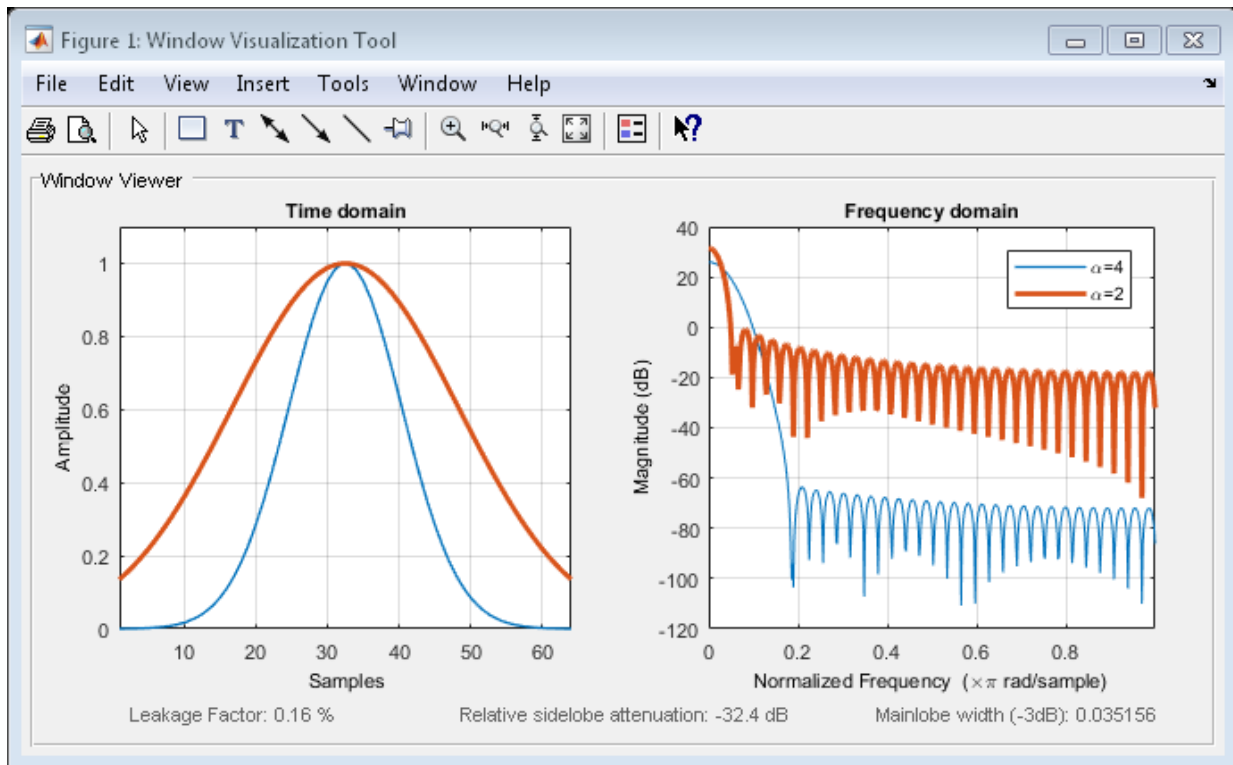 Figure 1: Window Visualization Tool
File Edit View Insert Tools Window Help
T
?
Window Viewer
Time domain
Amplitude
1
0.8
0.6
0.4
0.2
0
10 20 30 40 50 60
Samples
Frequency domain
Magnitude (dB)
40
20
0
-20
-40
-60
-80
-100
-120
α=4
α=2
0 0.2 0.4 0.6 0.8
Normalized Frequency (×π rad/sample)
Leakage Factor: 0.16 % Relative sidelobe attenuation: -32.4 dB Mainlobe width (-3dB): 0.035156